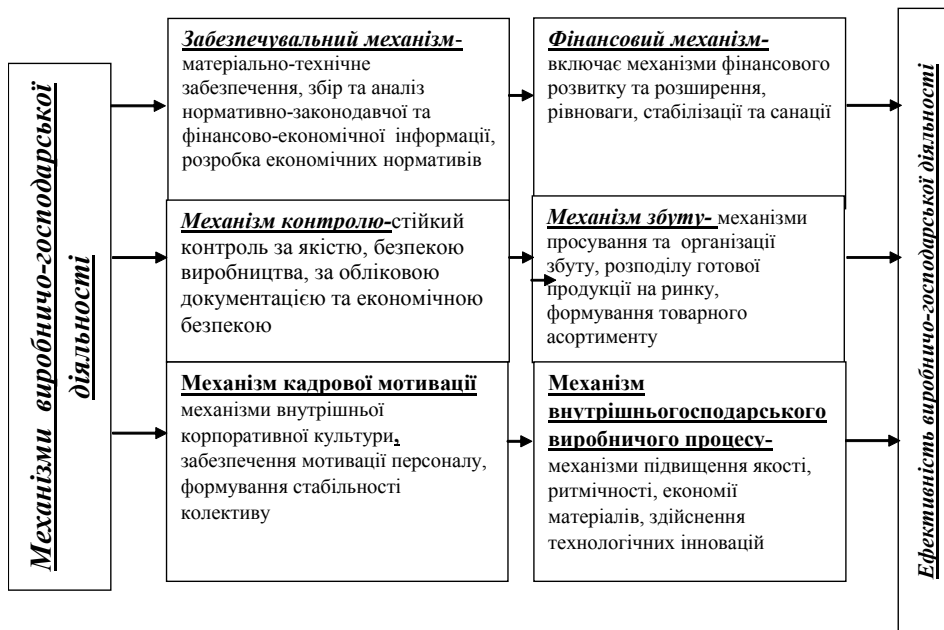 Механізми виробничо-господарської
діяльності
Забезпечувальний механізм-
матеріально-технічне
забезпечення, збір та аналіз
нормативно-законодавчої та
фінансово-економічної інформації,
розробка економічних нормативів
Фінансовий механізм-
включає механізми фінансового
розвитку та розширення,
рівноваги, стабілізації та санації
Механізм контролю-стійкий
контроль за якістю, безпекою
виробництва, за обліковою
документацією та економічною
безпекою
Механізм збуту- механізми
просування та організації
збуту, розподілу готової
продукції на ринку,
формування товарного
асортименту
Механізм кадрової мотивації
механізми внутрішньої
корпоративної культури,
забезпечення мотивації персоналу,
формування стабільності
колективу
Механізм
внутрішньогосподарського
виробничого процесу-
механізми підвищення якості,
ритмічності, економії
матеріалів, здійснення
технологічних інновацій
Ефективність виробничо-господарської діяльності